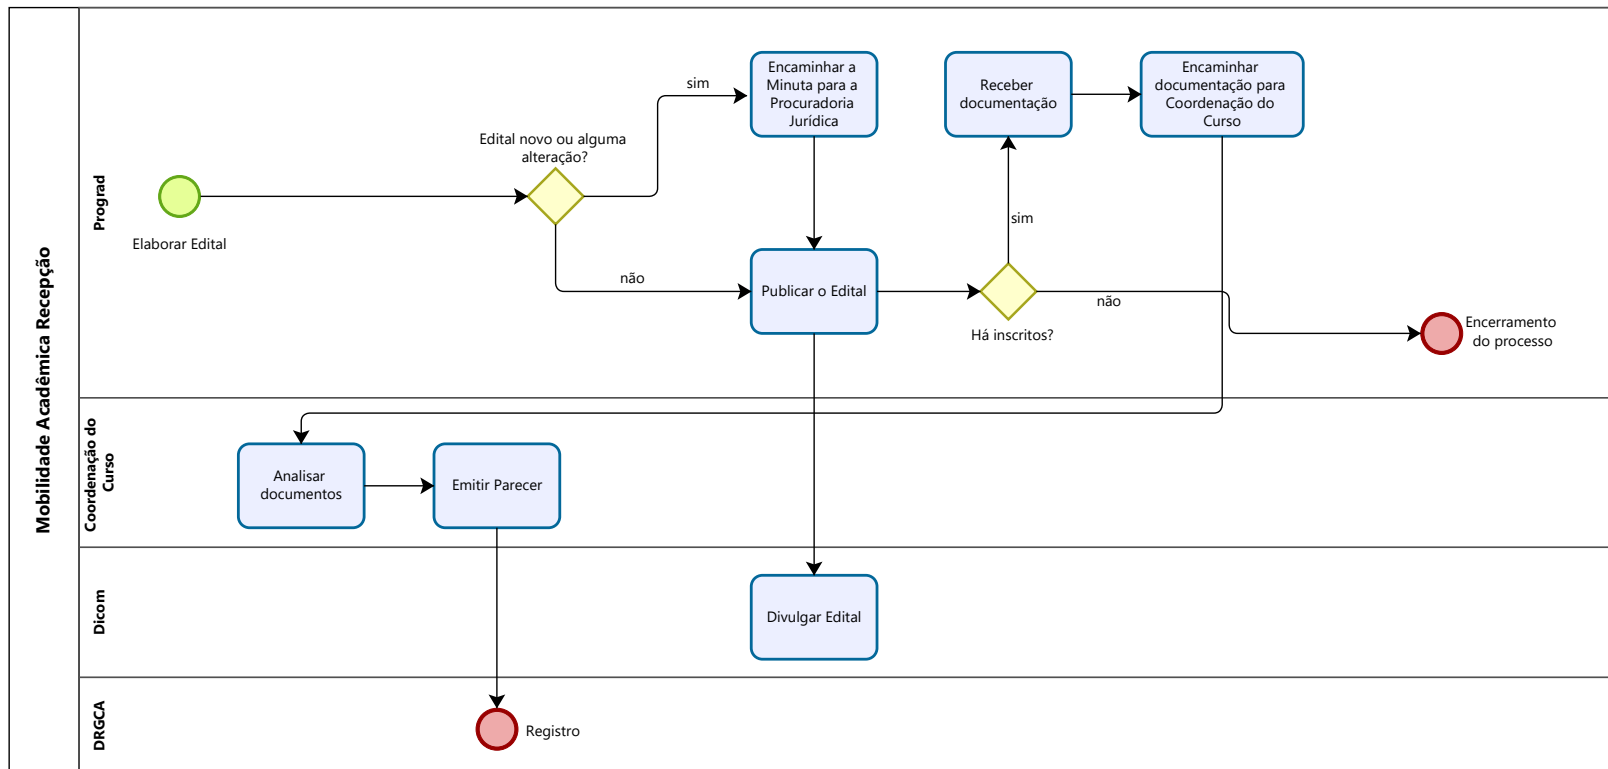 Mobilidade Acadêmica Recepção
Prograd
Elaborar Edital
Edital novo ou alguma
alteração?
sim
não
Encaminhar a
Minuta para a
Procuradoria
Jurídica
Publicar o Edital
Há inscritos?
sim
não
Receber
documentação
Encaminhar
documentação para
Coordenação do
Curso
Encerramento
do processo
Coordenação do
Curso
Analisar
documentos
Emitir Parecer
Dicom
Divulgar Edital
DRGCA
Registro